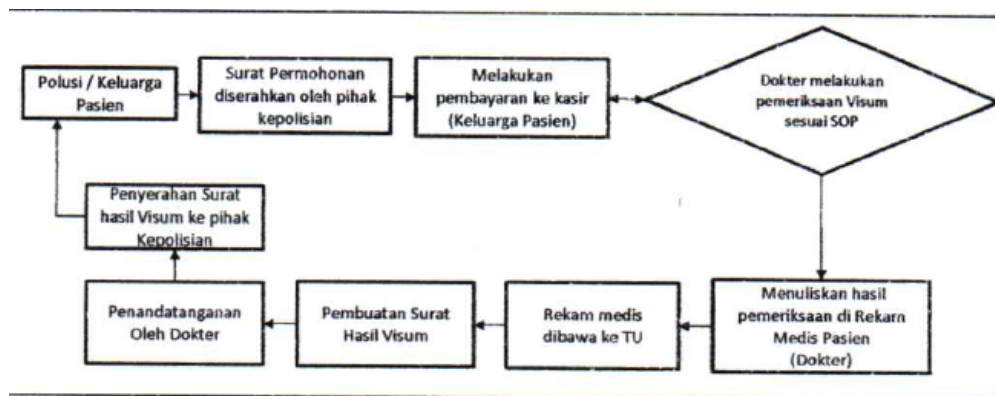 Polusi / Keluarga
Pasien
Surat Permohonan
diserahkan oleh pihak
kepolisian
Melakukan
pembayaran ke kasir
(Keluarga Pasien)
Dokter melakukan
pemeriksaan Visum
sesuai SOP
Menuliskan hasil
pemeriksaan di Rekam
Medis Pasien
(Dokter)
Rekam medis
dibawa ke TU
Pembuatan Surat
Hasil Visum
Penandatanganan
Oleh Dokter
Penyerahan Surat
hasil Visum ke pihak
Kepolisian